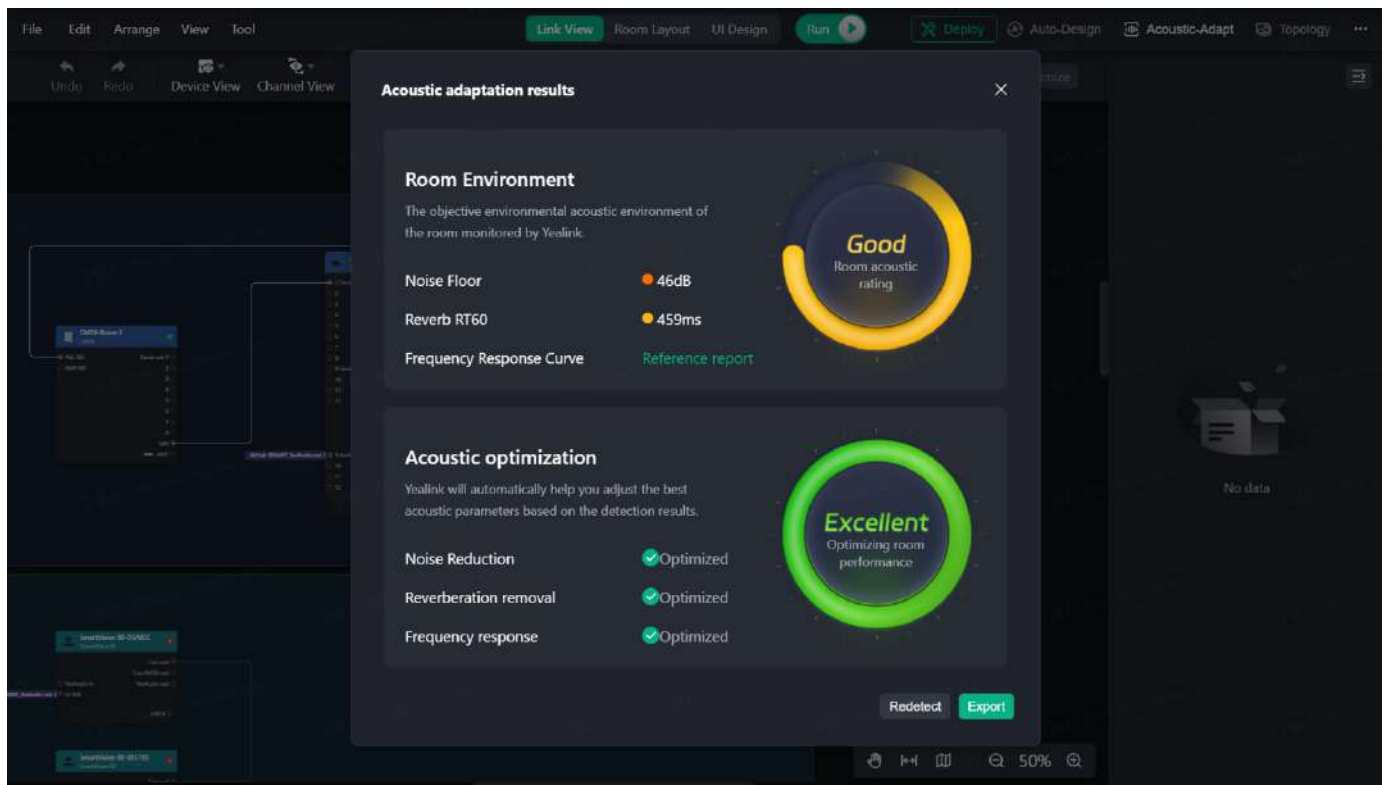 File Edit Arrange View Tool
Link View Room Layout UI Design
Run
Deploy Auto-Design Acoustic-Adapt Topology
Undo Redo Device View Channel View
Acoustic adaptation results
Room Environment
The objective environmental acoustic environment of
the room monitored by Yealink.
Noise Floor 46dB
Reverb RT60 459ms
Frequency Response Curve Reference report
Good
Room acoustic
rating
Acoustic optimization
Yealink will automatically help you adjust the best
acoustic parameters based on the detection results.
Noise Reduction Optimized
Reverberation removal Optimized
Frequency response Optimized
Excellent
Optimizing room
performance
Redetect Export
No data
50%